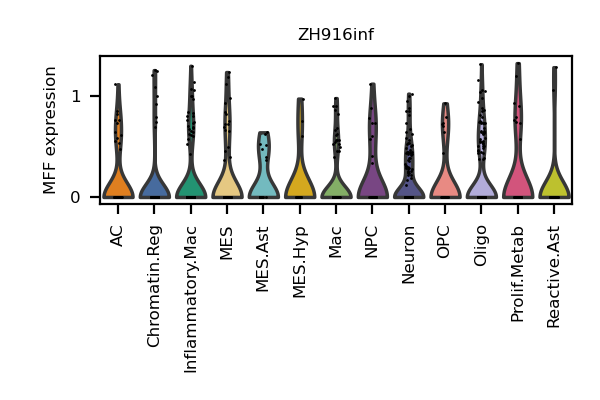 ZH916inf
MFF expression
1
0
AC
Chromatin.Reg
Inflammatory.Mac
MES
MES.Ast
MES.Hyp
Mac
NPC
Neuron
OPC
Oligo
Prolif.Metab
Reactive.Ast